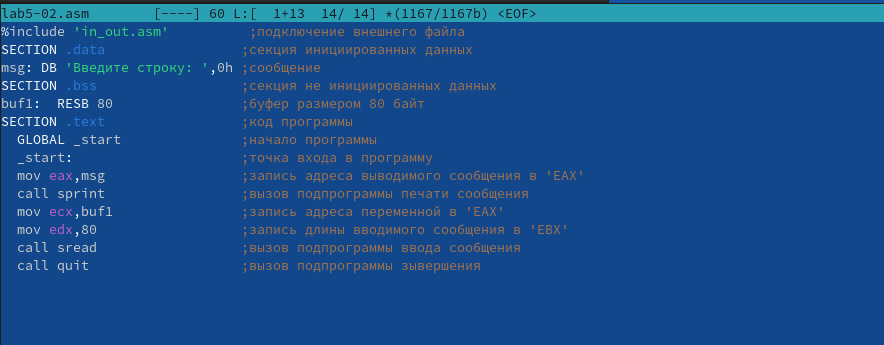 lab5-02.asm [----] 60 L:[ 1+13 14/ 14] *(1167/1167b) <EOF>
%include 'in_out.asm' ;подключение внешнего файла
SECTION .data ;секция инициированных данных
msg: DB 'Введите строку: ',0h ;сообщение
SECTION .bss ;секция не инициированных данных
buf1: RESB 80 ;буфер размером 80 байт
SECTION .text ;код программы
GLOBAL _start ;начало программы
_start: ;точка входа в программу
mov eax,msg ;запись адреса выводимого сообщения в 'EAX'
call sprint ;вызов подпрограммы печати сообщения
mov ecx,buf1 ;запись адреса переменной в 'EAX'
mov edx,80 ;запись длины вводимого сообщения в 'EBX'
call sread ;вызов подпрограммы ввода сообщения
call quit ;вызов подпрограммы зывершения